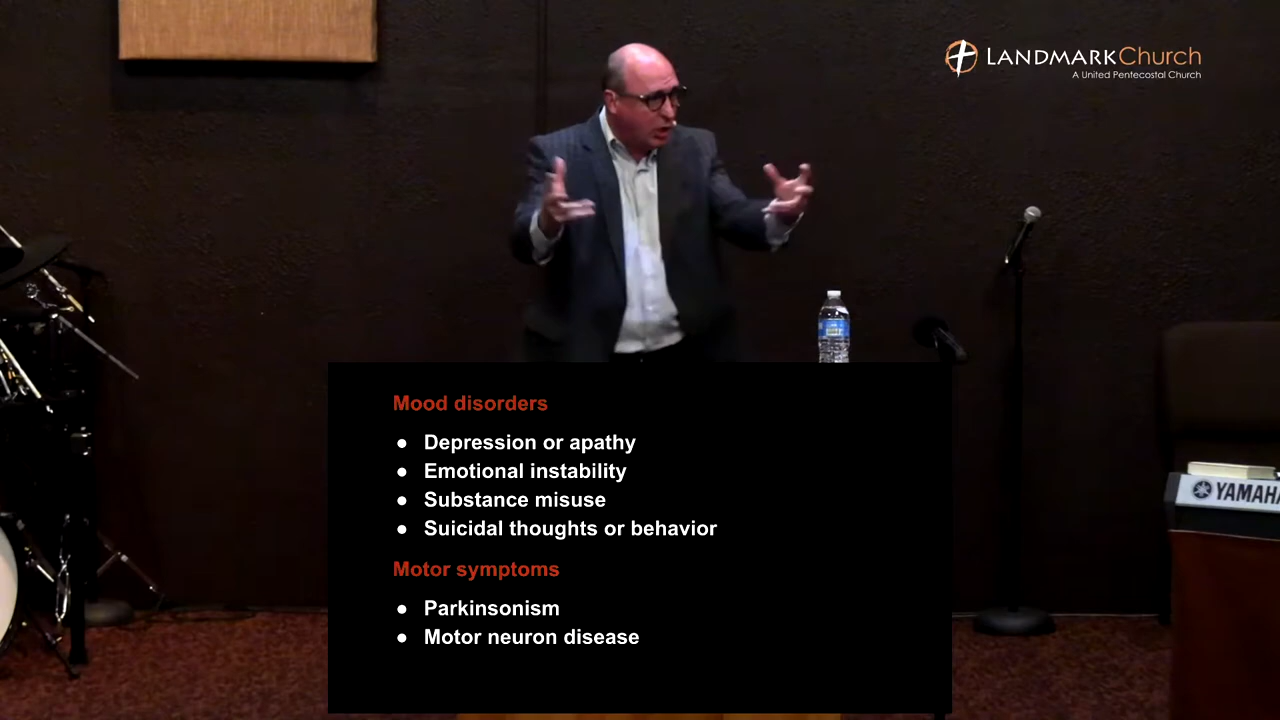 LANDMARKChurch
A United Pentecostal Church
Mood disorders
● Depression or apathy
● Emotional instability
● Substance misuse
● Suicidal thoughts or behavior
Motor symptoms
● Parkinsonism
● Motor neuron disease
YAMAHA